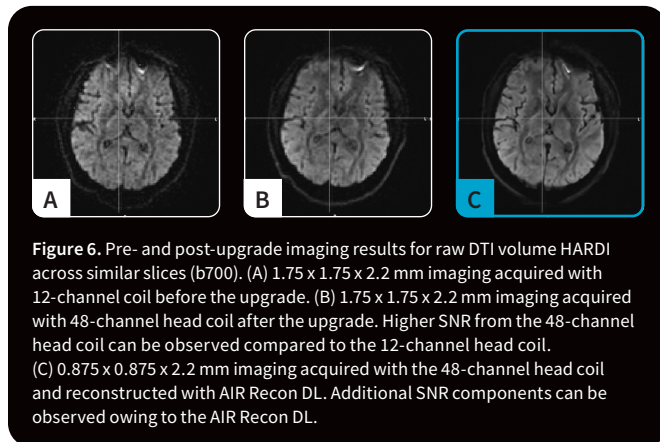 A
B
C
Figure 6. Pre- and post-upgrade imaging results for raw DTI volume HARDI
across similar slices (b700). (A) 1.75 x 1.75 x 2.2 mm imaging acquired with
12-channel coil before the upgrade. (B) 1.75 x 1.75 x 2.2 mm imaging acquired
with 48-channel head coil after the upgrade. Higher SNR from the 48-channel
head coil can be observed compared to the 12-channel head coil.
(C) 0.875 x 0.875 x 2.2 mm imaging acquired with the 48-channel head coil
and reconstructed with AIR Recon DL. Additional SNR components can be
observed owing to the AIR Recon DL.